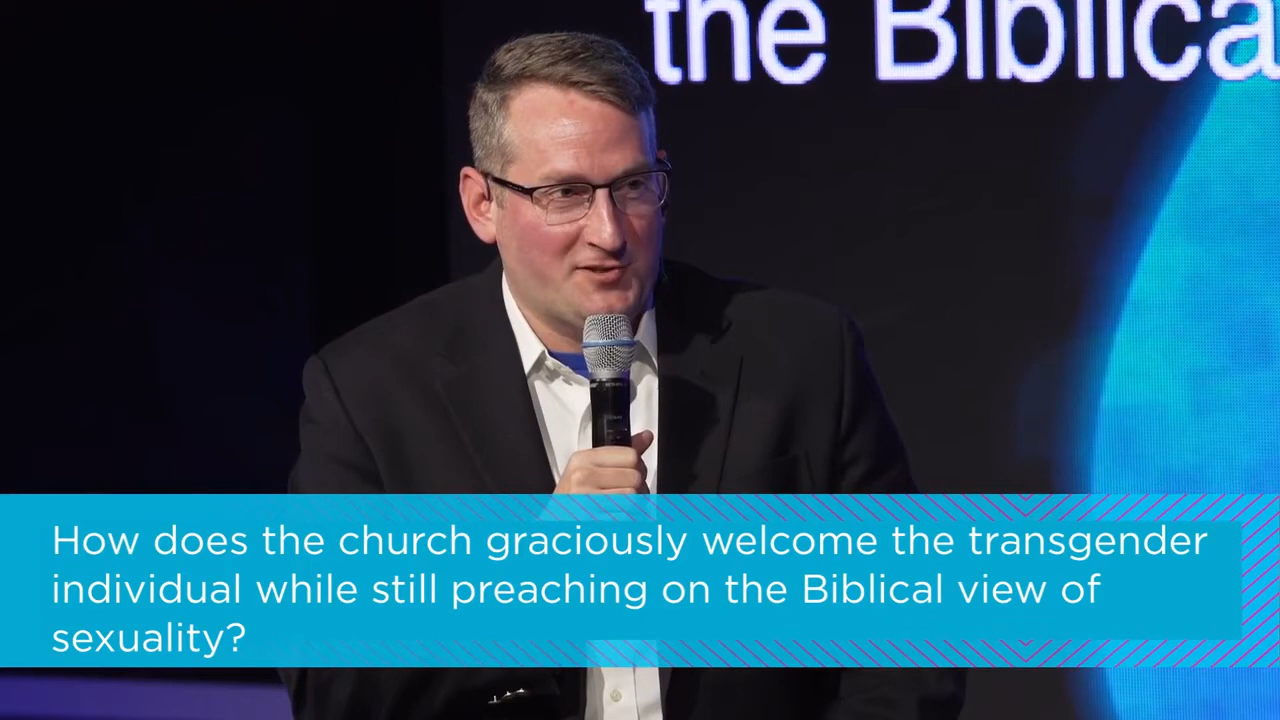 the Biblica
How does the church graciously welcome the transgender
individual while still preaching on the Biblical view of
sexuality?